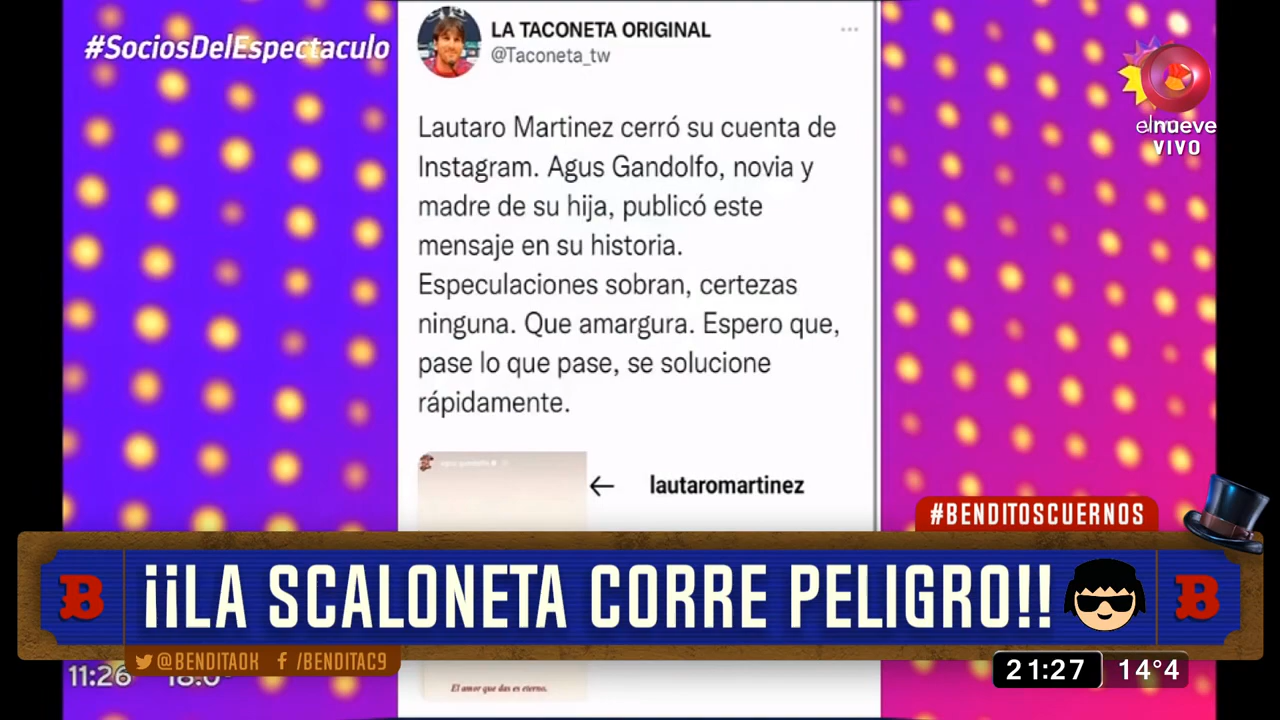 #SociosDelEspectaculo
LA TACONETA ORIGINAL
@Taconeta_tw
elnueve
VIVO
Lautaro Martinez cerró su cuenta de
Instagram. Agus Gandolfo, novia y
madre de su hija, publicó este
mensaje en su historia.
Especulaciones sobran, certezas
ninguna. Que amargura. Espero que,
pase lo que pase, se solucione
rápidamente.
← lautaromartinez
#BENDITOSCUERNOS
B ¡¡LA SCALONETA CORRE PELIGRO!! B
@BENDITAOK f /BENDITAC9
11:26
21:27 14°4
El amor que das es eterno.